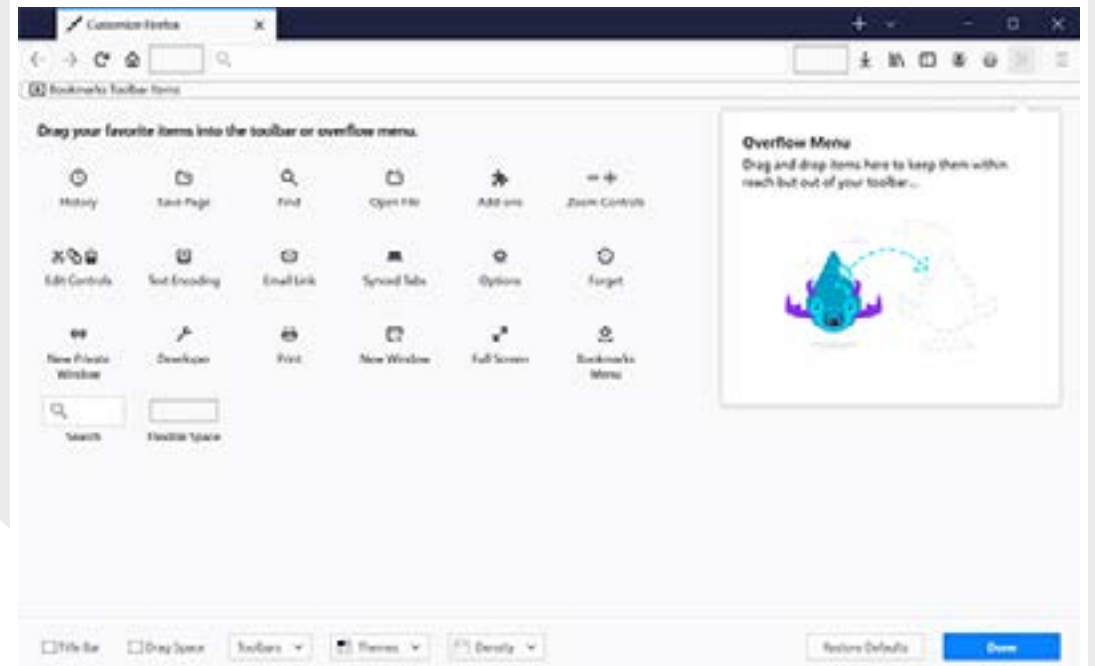 Customize Firefox
Bookmarks Toolbar Items
Drag your favorite items into the toolbar or overflow menu.
History Save Page Find Open File Add-ons Zoom Controls
Edit Controls Text Encoding Email Link Synced Tabs Options Forget
New Private Window Developer Print New Window Full Screen Bookmarks Menu
Search Flexible Space
Overflow Menu
Drag and drop items here to keep them within
reach but out of your toolbar...
Title Bar Drag Space Toolbars Themes Density Restore Defaults Done